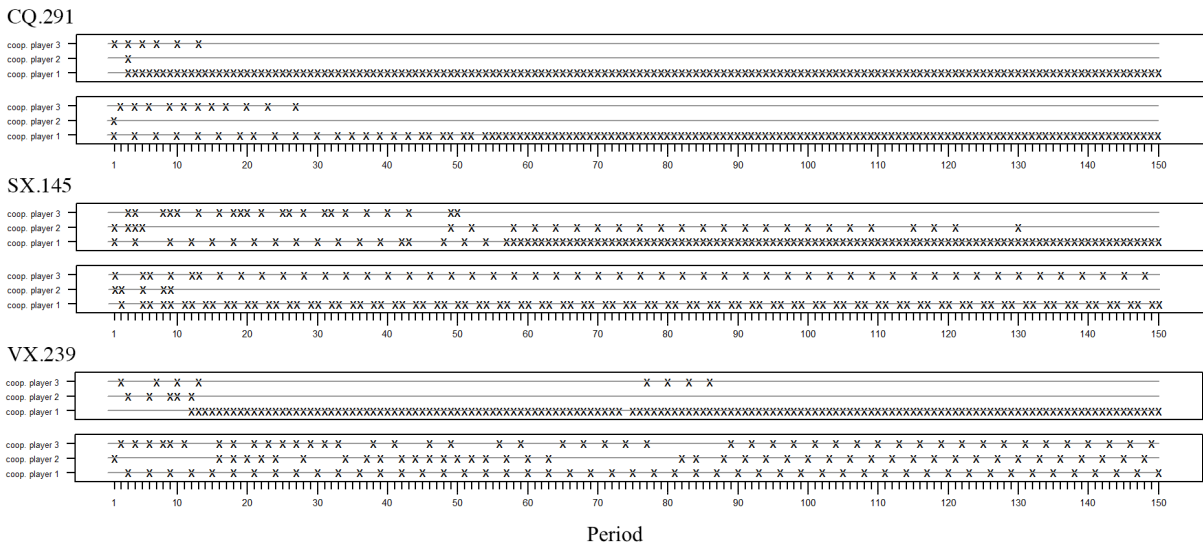 CQ.291
coop. player 3
coop. player 2
coop. player 1
coop. player 3
coop. player 2
coop. player 1
1 10 20 30 40 50 60 70 80 90 100 110 120 130 140 150
SX.145
coop. player 3
coop. player 2
coop. player 1
coop. player 3
coop. player 2
coop. player 1
1 10 20 30 40 50 60 70 80 90 100 110 120 130 140 150
VX.239
coop. player 3
coop. player 2
coop. player 1
coop. player 3
coop. player 2
coop. player 1
1 10 20 30 40 50 60 70 80 90 100 110 120 130 140 150
Period